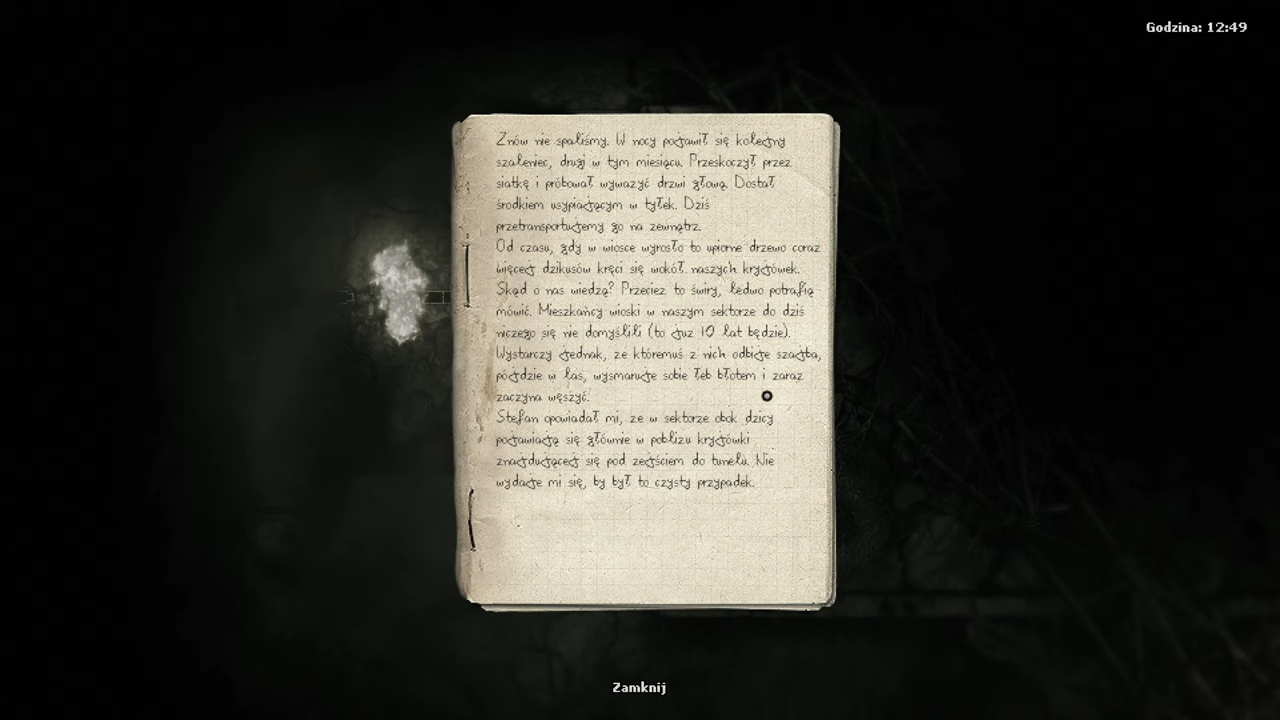 Godzina: 12:49
Znów nie spaliśmy. W nocy pojawił się kolejny
szaleniec, drugi w tym miesiącu. Przeskoczył przez
siatkę i próbował wyważyć drzwi głową. Dostał
środkiem usypiającym w tyłek. Dziś
przetransportujemy go na zewnątrz.
Od czasu, gdy w wiosce wyrosło to upiorne drzewo coraz
więcej dzikusów kręci się wokół naszych kryjówek.
Skąd o nas wiedzą? Przecież to świry, ledwo potrafią
mówić. Mieszkańcy wioski w naszym sektorze do dziś
niczego się nie domyślili (to już 10 lat będzie).
Wystarczy jednak, że któremuś z nich odbije szajba,
pójdzie w las, wysmaruje sobie łeb błotem i zaraz
zaczyna węszyć.
Stefan opowiadał mi, że w sektorze obok dzicy
pojawiają się głównie w pobliżu kryjówki
znajdującej się pod zejściem do tunelu. Nie
wydaje mi się, by był to czysty przypadek.
Zamknij